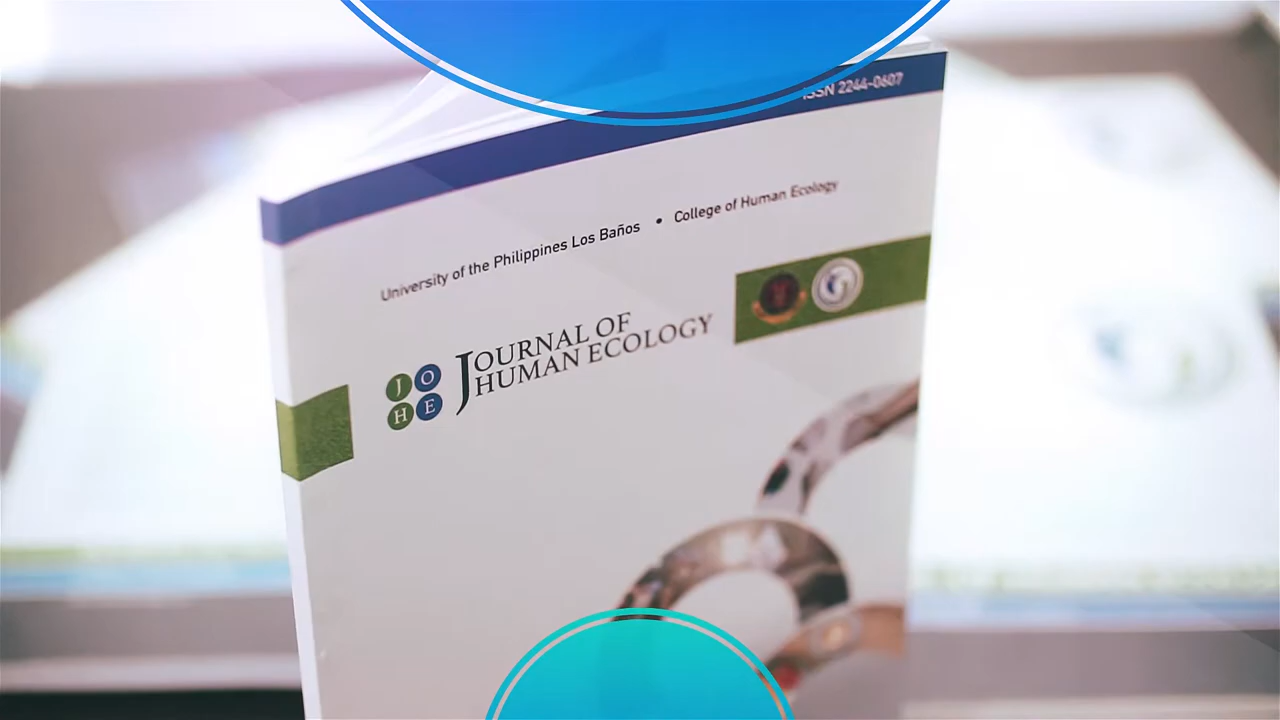 ISSN 2244-0607
University of the Philippines Los Baños • College of Human Ecology
J O
H E
JOURNAL OF
HUMAN ECOLOGY